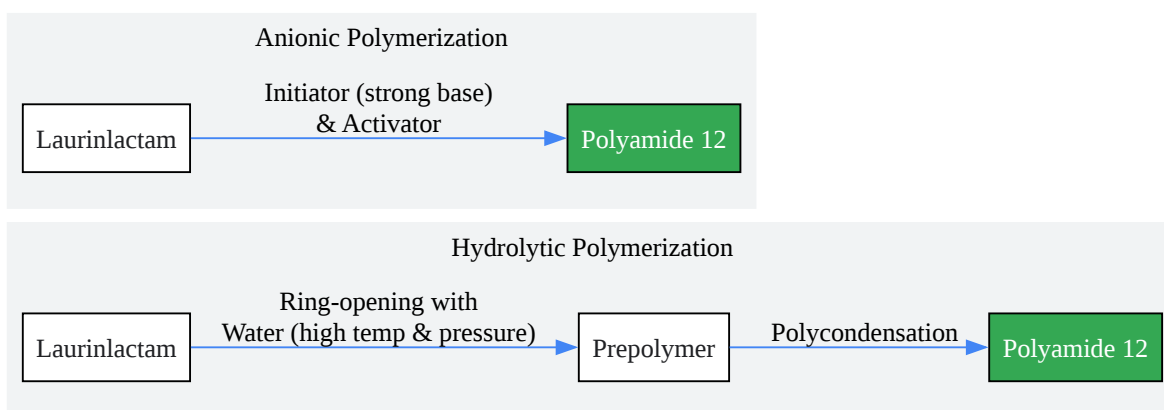 Anionic Polymerization
Initiator (strong base)
& Activator
Laurinlactam
Polyamide 12
Hydrolytic Polymerization
Ring-opening with
Water (high temp & pressure)
Laurinlactam
Prepolymer
Polycondensation
Polyamide 12